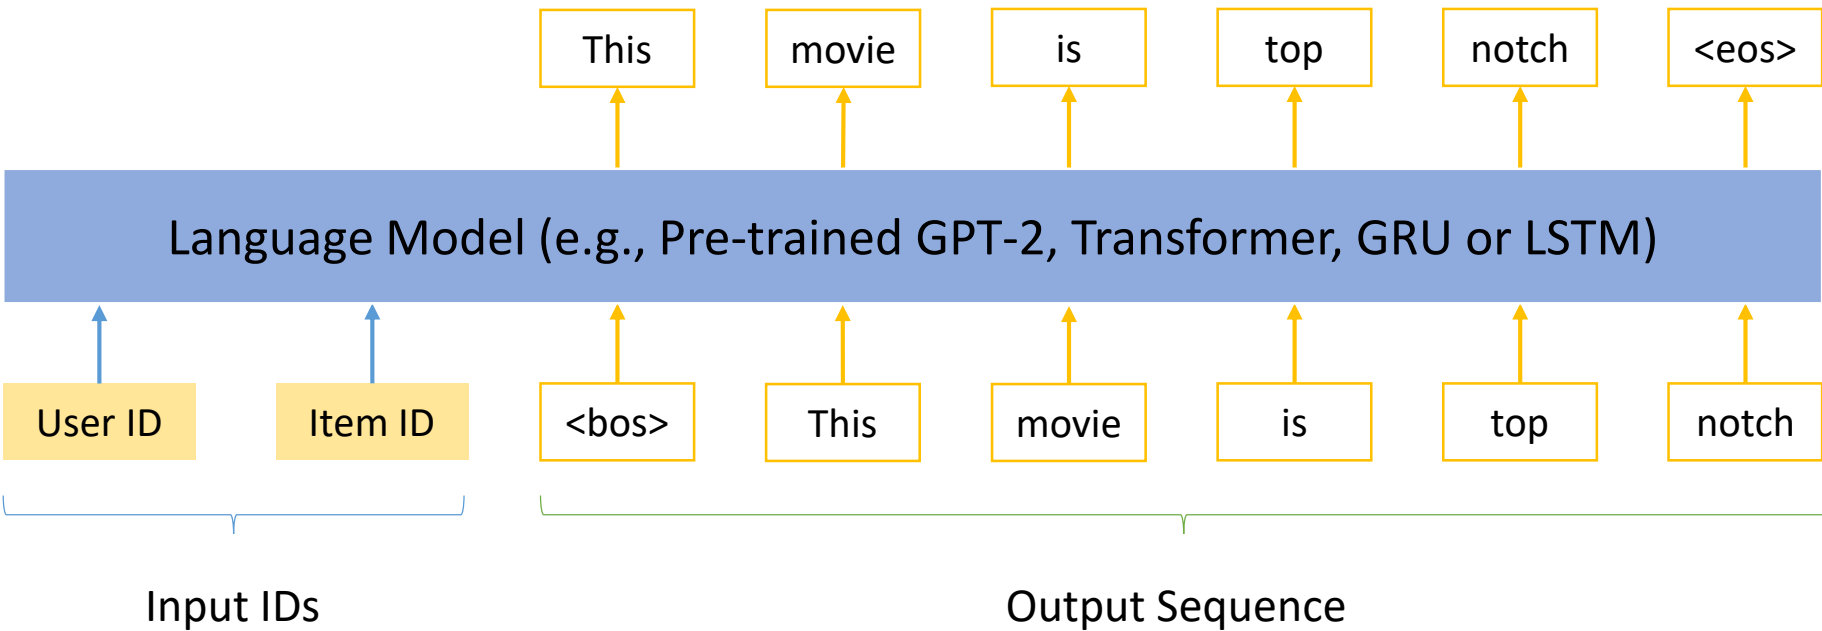 This movie is top notch <eos>
Language Model (e.g., Pre-trained GPT-2, Transformer, GRU or LSTM)
User ID Item ID <bos> This movie is top notch
Input IDs Output Sequence